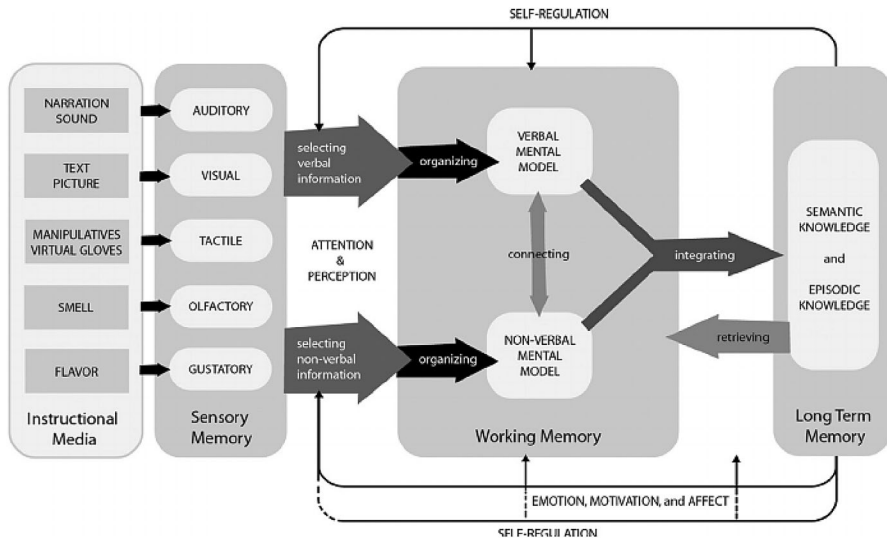 SELF-REGULATION
NARRATION
SOUND
AUDITORY
TEXT
PICTURE
VISUAL
MANIPULATIVES
VIRTUAL GLOVES
TACTILE
SMELL
OLFACTORY
FLAVOR
GUSTATORY
Instructional
Media
Sensory
Memory
selecting
verbal
information
ATTENTION
&
PERCEPTION
selecting
non-verbal
information
organizing
VERBAL
MENTAL
MODEL
connecting
organizing
NON-VERBAL
MENTAL
MODEL
Working Memory
integrating
retrieving
SEMANTIC
KNOWLEDGE
and
EPISODIC
KNOWLEDGE
Long Term
Memory
EMOTION, MOTIVATION, and AFFECT
SELF-REGULATION